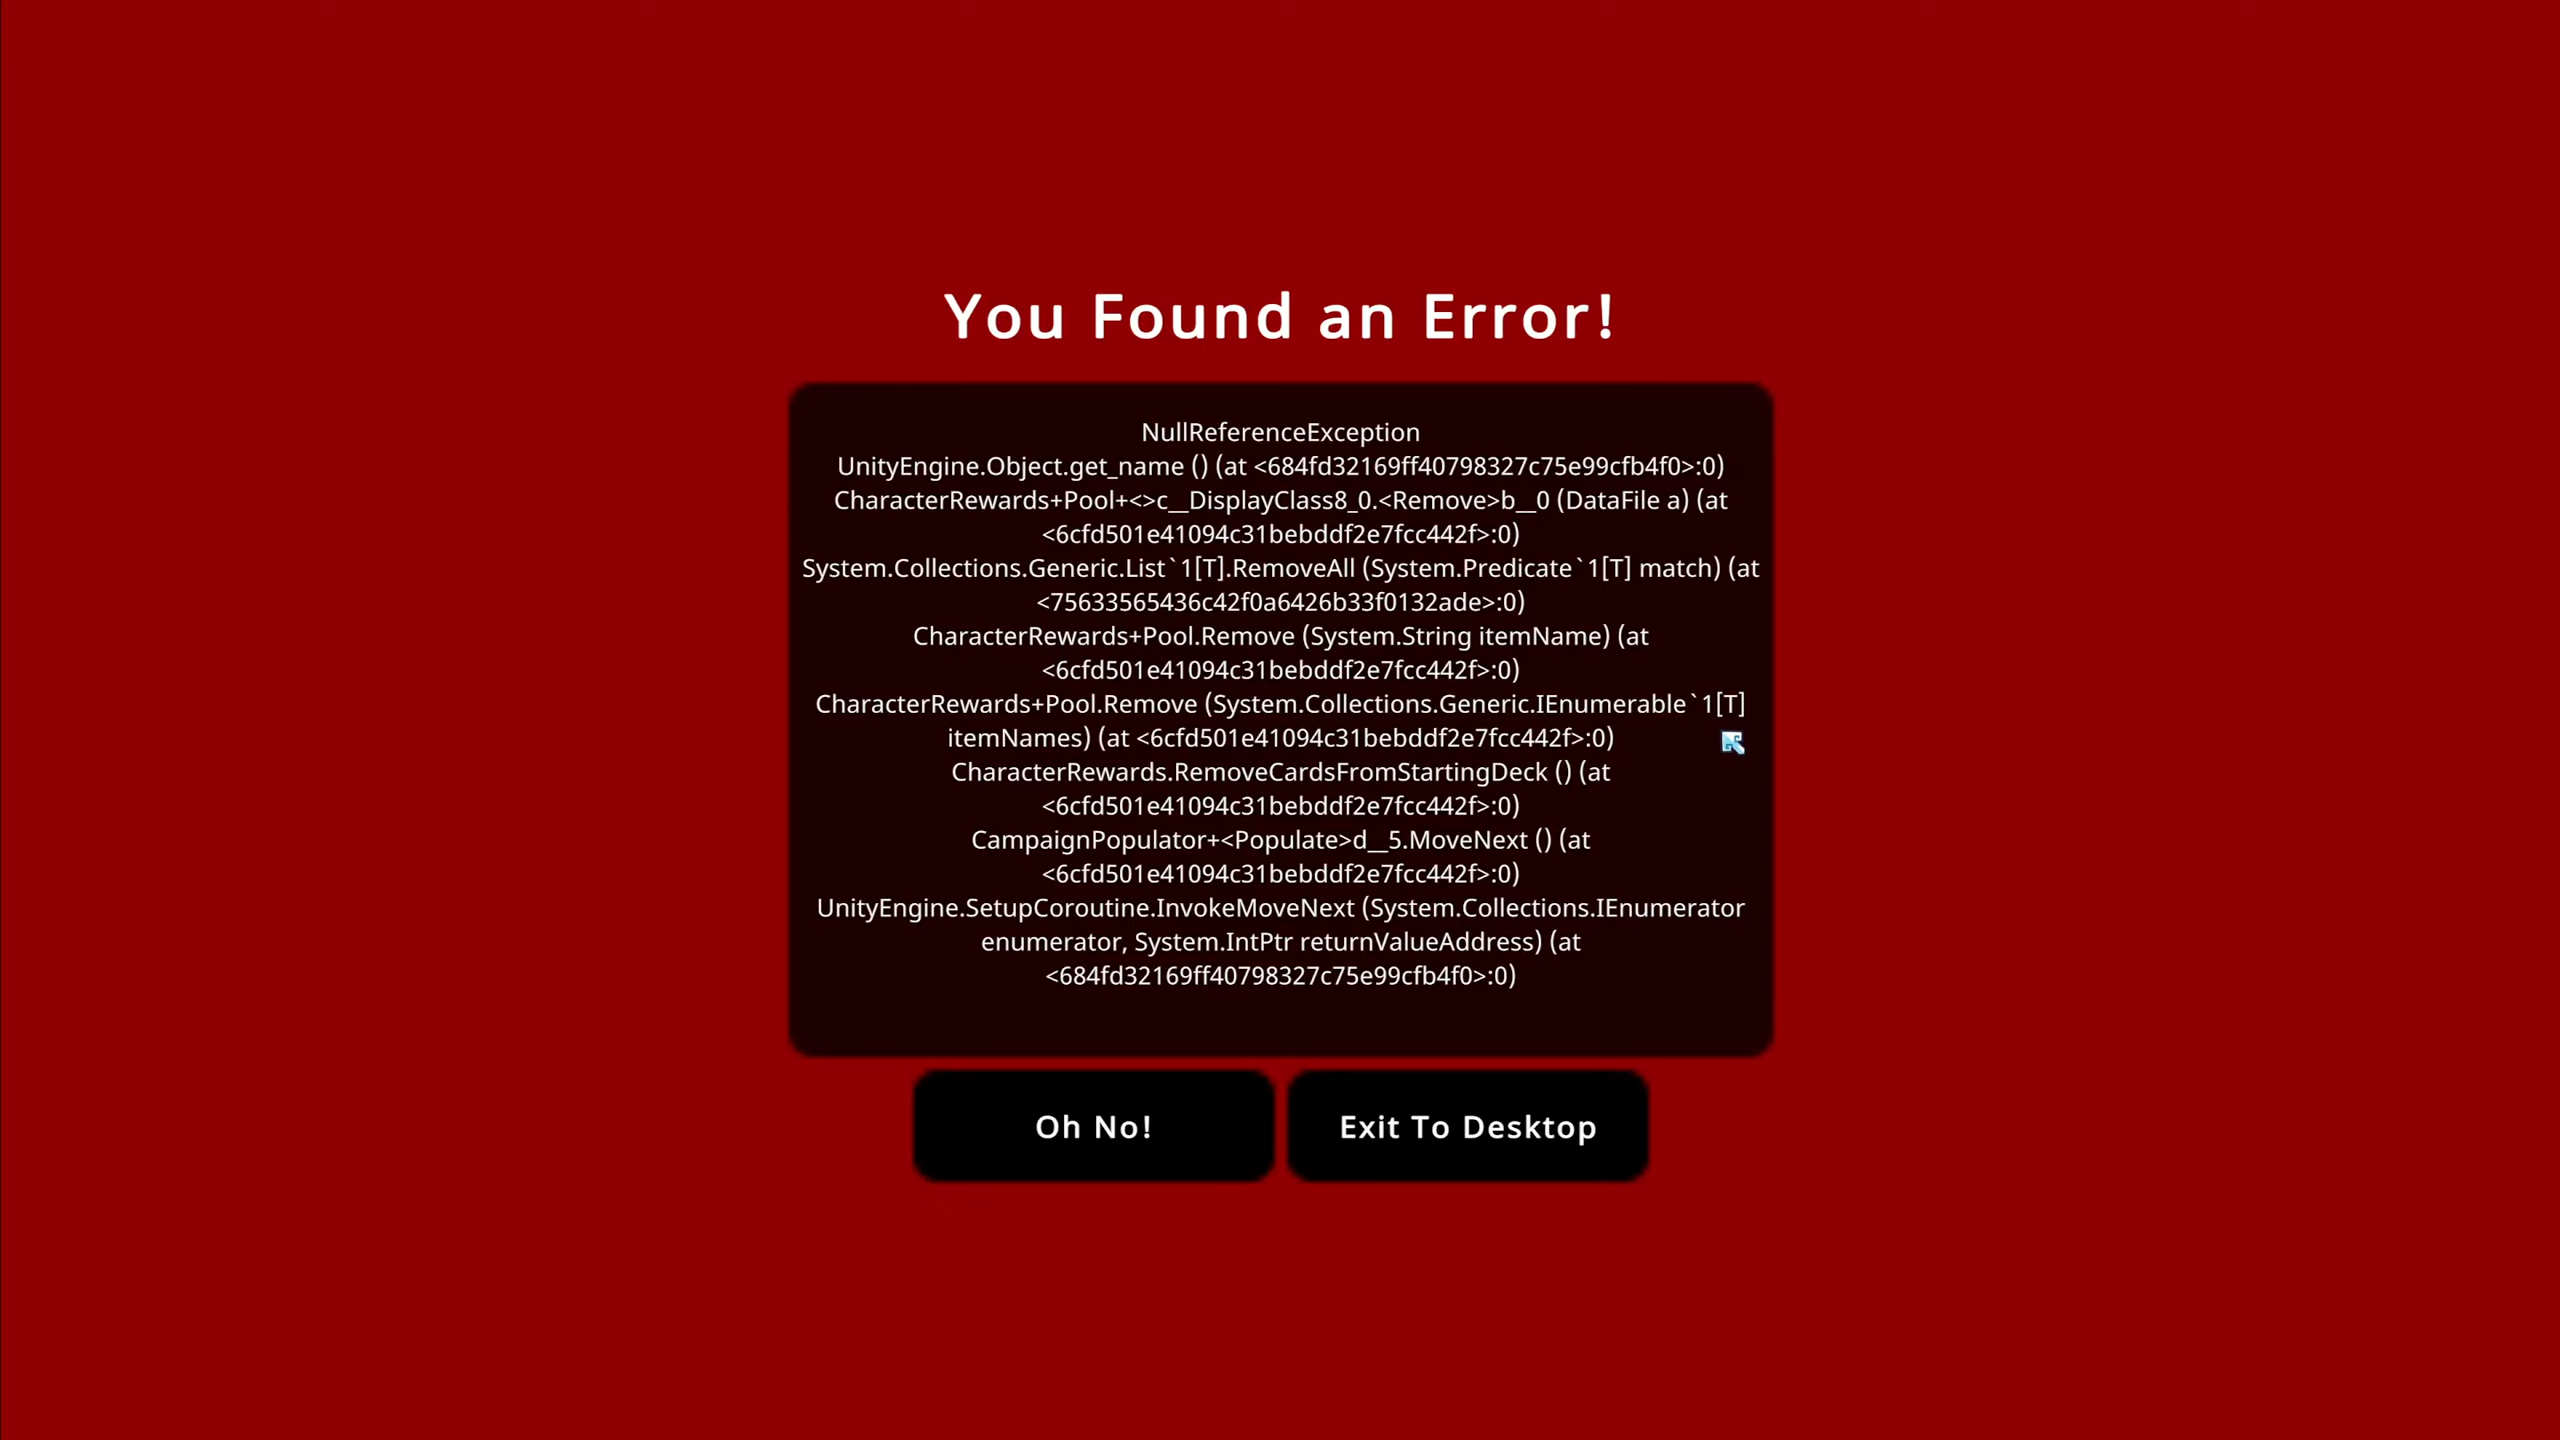 You Found an Error!
NullReferenceException
UnityEngine.Object.get_name () (at <684fd32169ff40798327c75e99cfb4f0>:0)
CharacterRewards+Pool+<>c__DisplayClass8_0.<Remove>b__0 (DataFile a) (at
<6cfd501e41094c31bebddf2e7fcc442f>:0)
System.Collections.Generic.List`1[T].RemoveAll (System.Predicate`1[T] match) (at
<75633565436c42f0a6426b33f0132ade>:0)
CharacterRewards+Pool.Remove (System.String itemName) (at
<6cfd501e41094c31bebddf2e7fcc442f>:0)
CharacterRewards+Pool.Remove (System.Collections.Generic.IEnumerable`1[T]
itemNames) (at <6cfd501e41094c31bebddf2e7fcc442f>:0)
CharacterRewards.RemoveCardsFromStartingDeck () (at
<6cfd501e41094c31bebddf2e7fcc442f>:0)
CampaignPopulator+<Populate>d__5.MoveNext () (at
<6cfd501e41094c31bebddf2e7fcc442f>:0)
UnityEngine.SetupCoroutine.InvokeMoveNext (System.Collections.IEnumerator
enumerator, System.IntPtr returnValueAddress) (at
<684fd32169ff40798327c75e99cfb4f0>:0)
Oh No!
Exit To Desktop